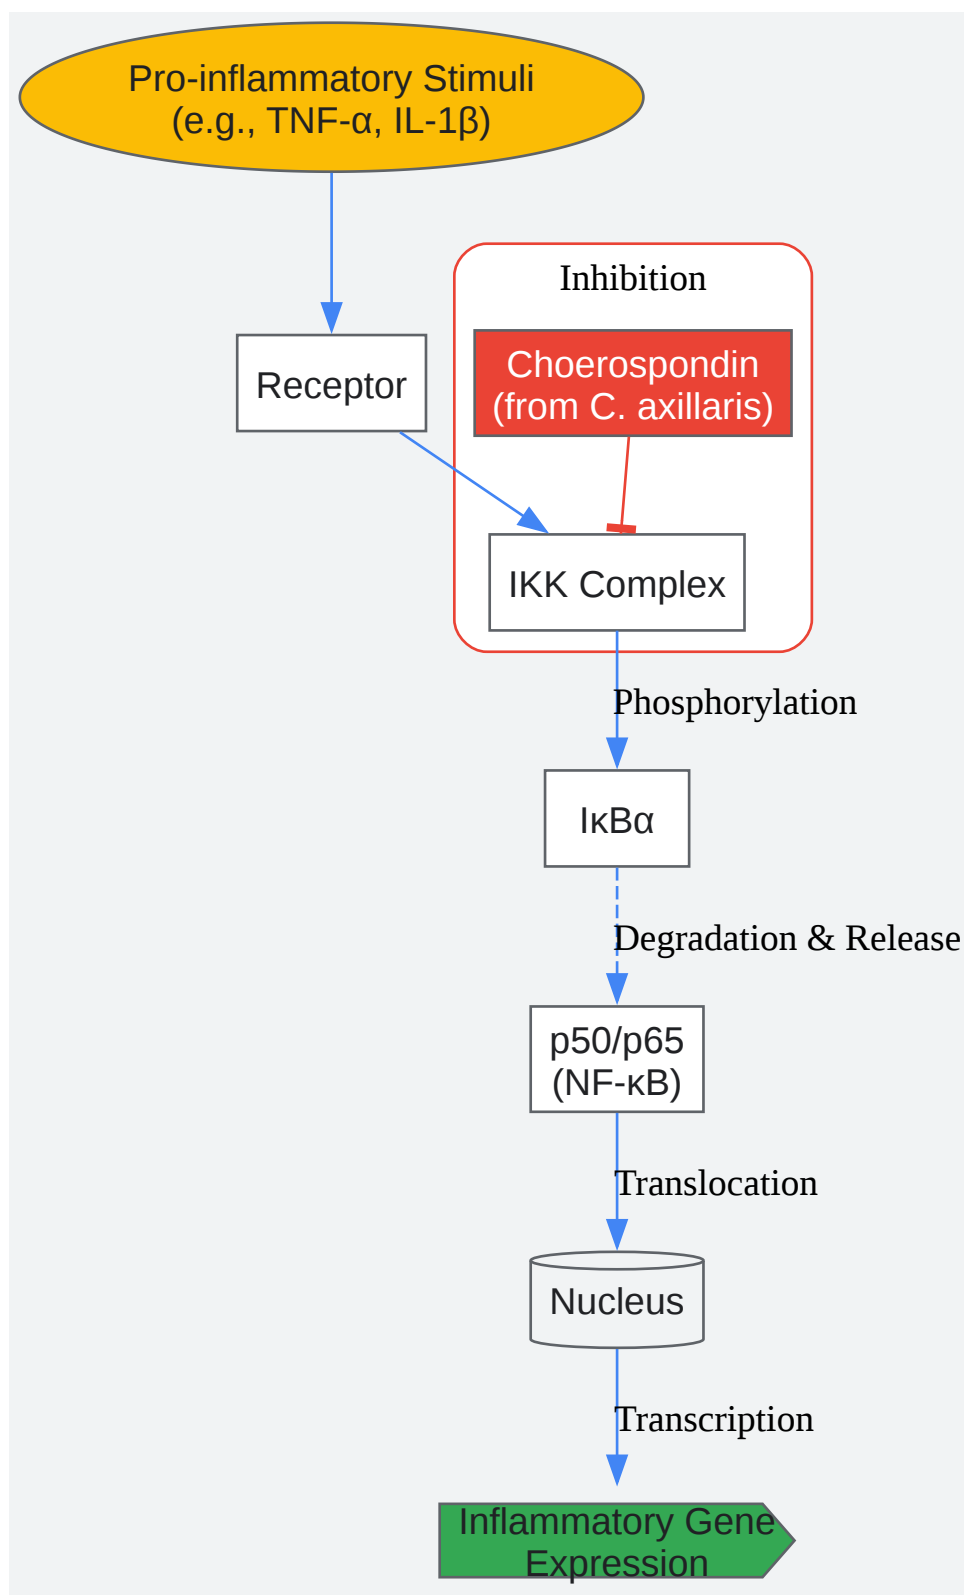 Pro-inflammatory Stimuli
(e.g., TNF-α, IL-1β)
Inhibition
Receptor
Choerospondin
(from C. axillaris)
IKK Complex
Phosphorylation
IκBα
Degradation & Release
p50/p65
(NF-κB)
Translocation
Nucleus
Transcription
Inflammatory Gene
Expression